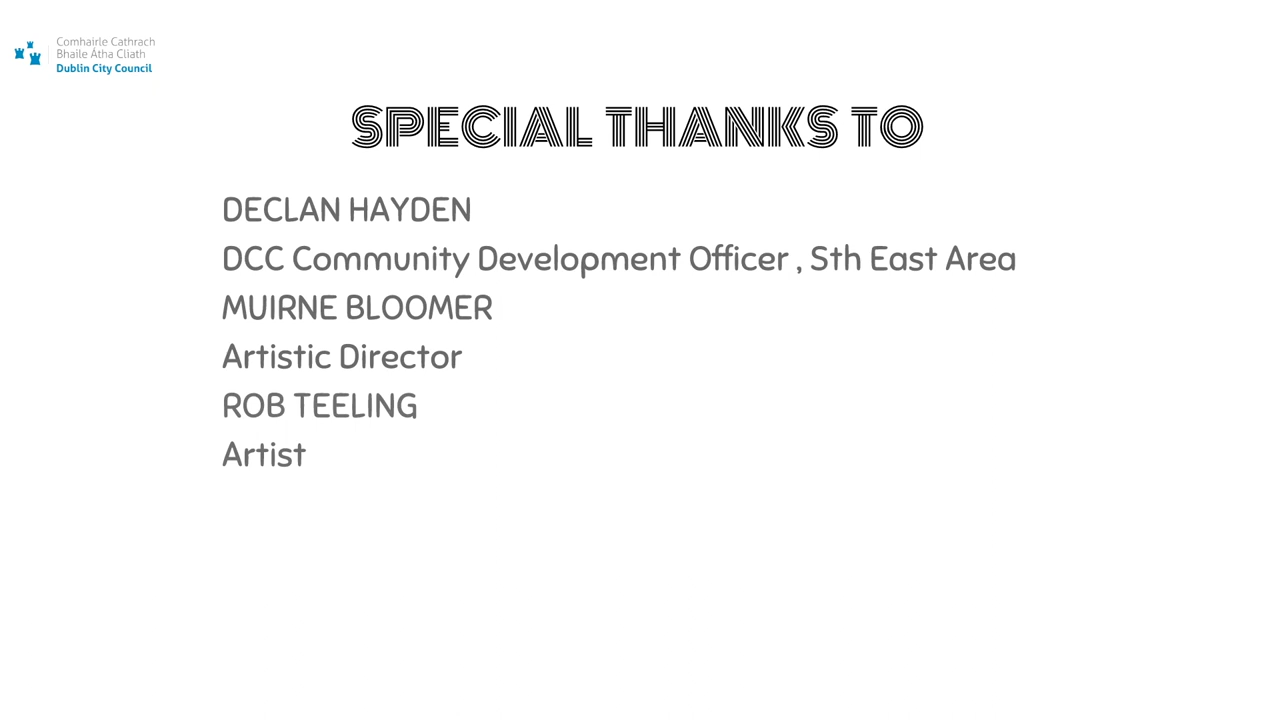 Comhairle Cathrach
Bhaile Átha Cliath
Dublin City Council
SPECIAL THANKS TO
DECLAN HAYDEN
DCC Community Development Officer , Sth East Area
MUIRNE BLOOMER
Artistic Director
ROB TEELING
Artist